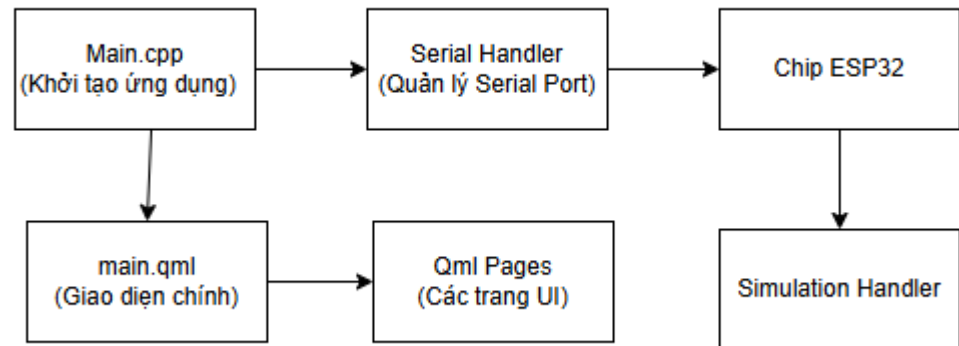 Main.cpp
(Khởi tạo ứng dụng)
Serial Handler
(Quản lý Serial Port)
Chip ESP32
main.qml
(Giao diện chính)
Qml Pages
(Các trang UI)
Simulation Handler